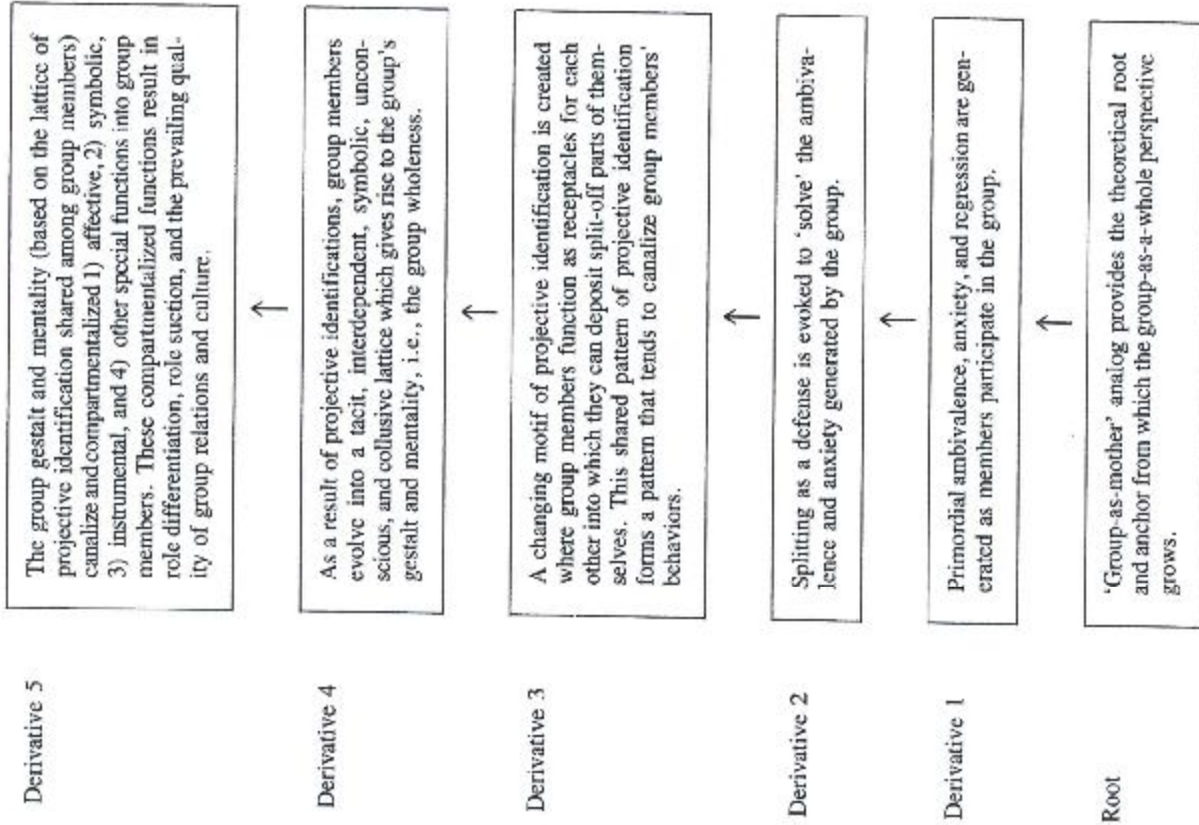 Derivative 5
The group gestalt and mentality (based on the lattice of
projective identification shared among group members)
canalize and compartmentalized 1) affective, 2) symbolic,
3) instrumental, and 4) other special functions into group
members. These compartmentalized functions result in
role differentiation, role suction, and the prevailing qual-
ity of group relations and culture.
↑
Derivative 4
As a result of projective identifications, group members
evolve into a tacit, interdependent, symbolic, uncon-
scious, and collusive lattice which gives rise to the group's
gestalt and mentality, i.e., the group wholeness.
↑
Derivative 3
A changing motif of projective identification is created
where group members function as receptacles for each
other into which they can deposit split-off parts of them-
selves. This shared pattern of projective identification
forms a pattern that tends to canalize group members'
behaviors.
↑
Derivative 2
Splitting as a defense is evoked to 'solve' the ambiva-
lence and anxiety generated by the group.
↑
Derivative 1
Primordial ambivalence, anxiety, and regression are gen-
erated as members participate in the group.
↑
Root
'Group-as-mother' analog provides the theoretical root
and anchor from which the group-as-a-whole perspective
grows.